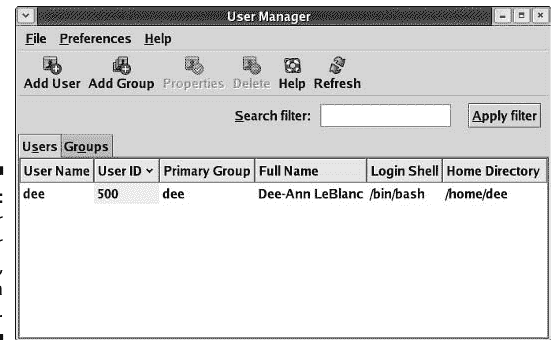 User Manager
File Preferences Help
Add User Add Group Properties Delete Help Refresh
Search filter: Apply filter
Users Groups
User Name User ID Primary Group Full Name Login Shell Home Directory
dee 500 dee Dee-Ann LeBlanc /bin/bash /home/dee